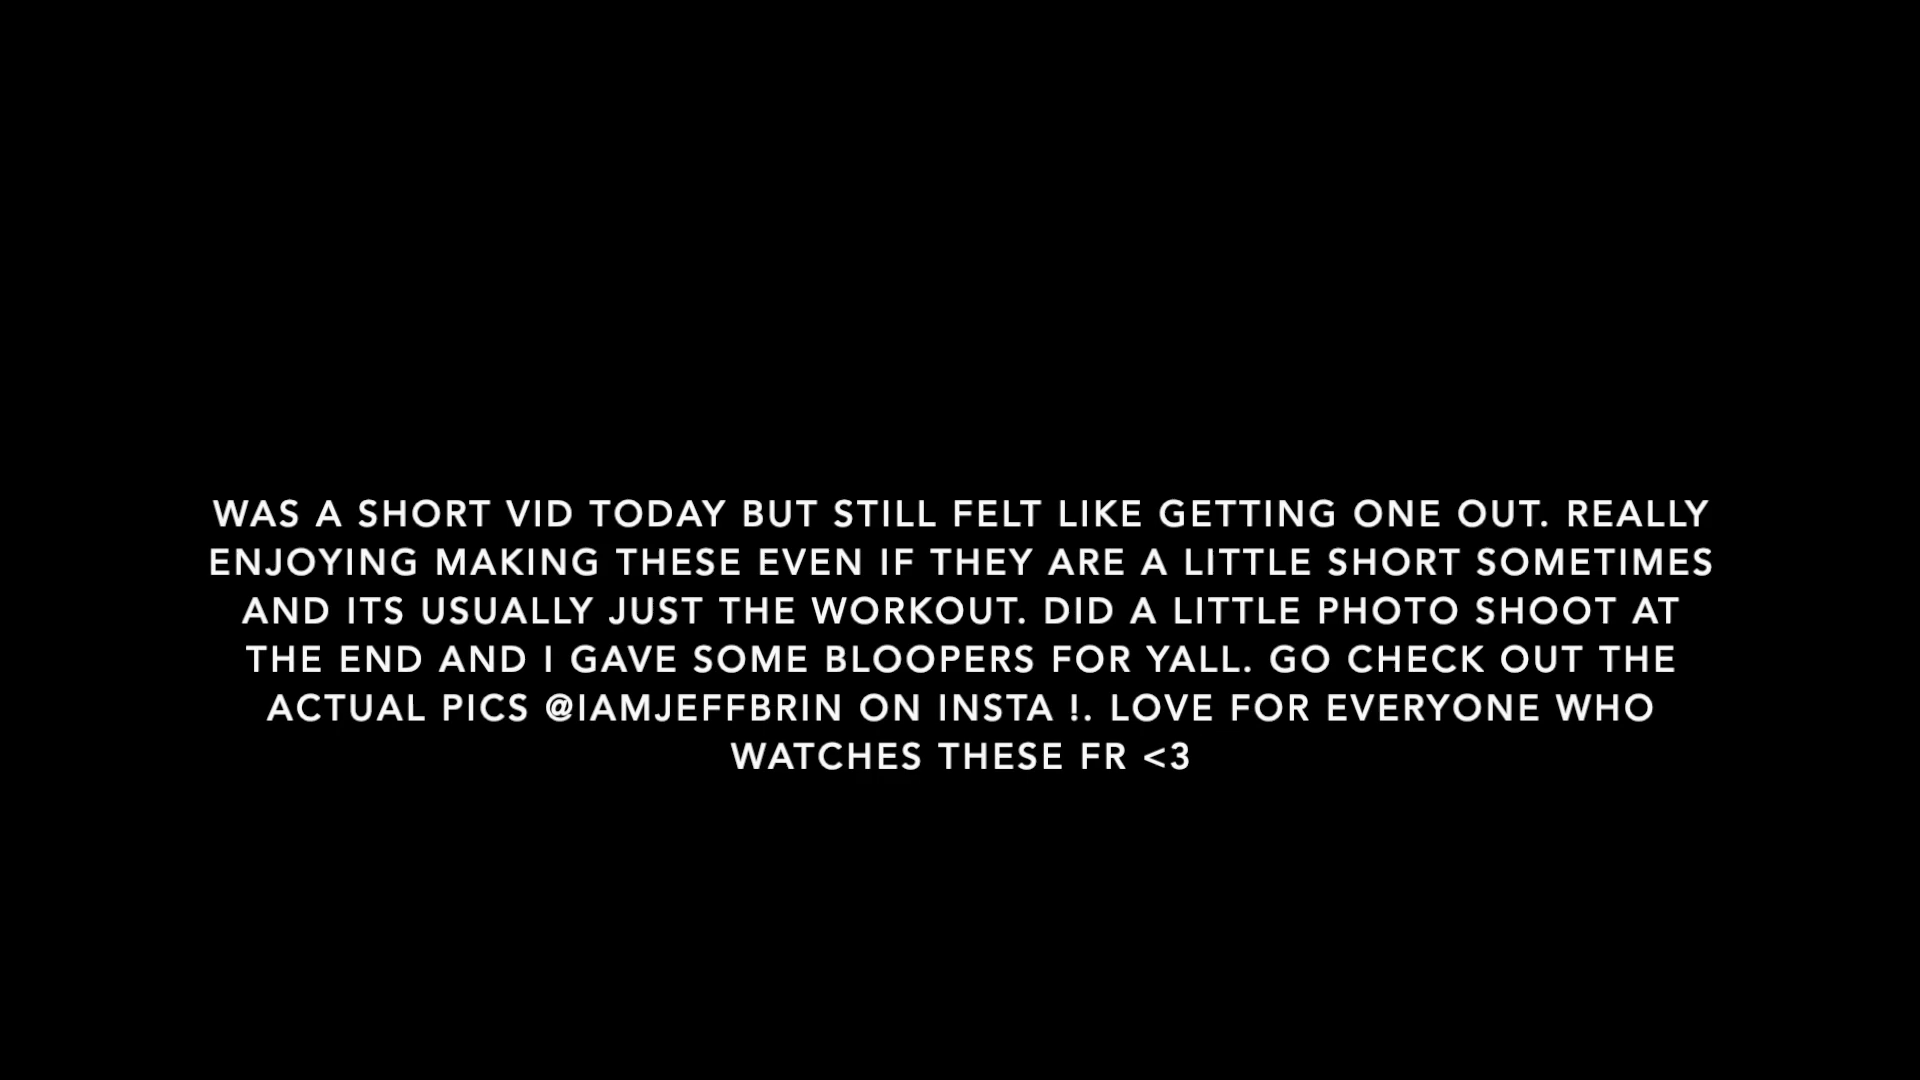 WAS A SHORT VID TODAY BUT STILL FELT LIKE GETTING ONE OUT. REALLY
ENJOYING MAKING THESE EVEN IF THEY ARE A LITTLE SHORT SOMETIMES
AND ITS USUALLY JUST THE WORKOUT. DID A LITTLE PHOTO SHOOT AT
THE END AND I GAVE SOME BLOOPERS FOR YALL. GO CHECK OUT THE
ACTUAL PICS @IAMJEFFBRIN ON INSTA !. LOVE FOR EVERYONE WHO
WATCHES THESE FR <3